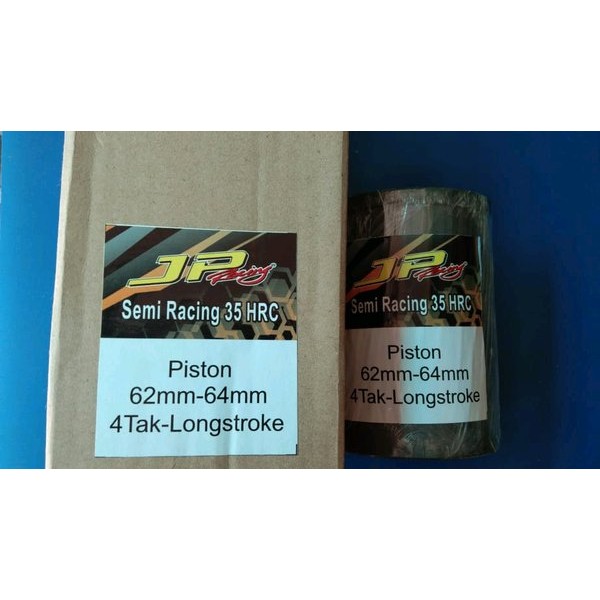 JP Racing
Semi Racing 35 HRC
Piston
62mm-64mm
4Tak-Longstroke
JP Racing
Semi Racing 35 HRC
Piston
62mm-64mm
4Tak-Longstroke